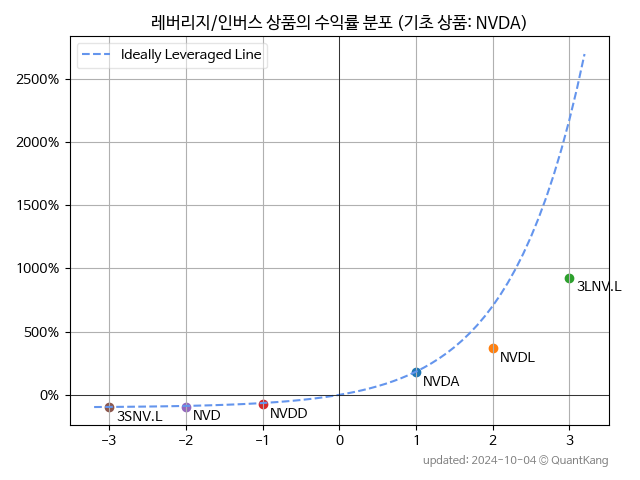 레버리지/인버스 상품의 수익률 분포 (기초 상품: NVDA)
Ideally Leveraged Line
2500%
2000%
1500%
1000%
500%
0%
3LNV.L
NVDL
NVDA
NVDD
NVD
3SNV.L
−3 −2 −1 0 1 2 3
updated: 2024-10-04 © QuantKang